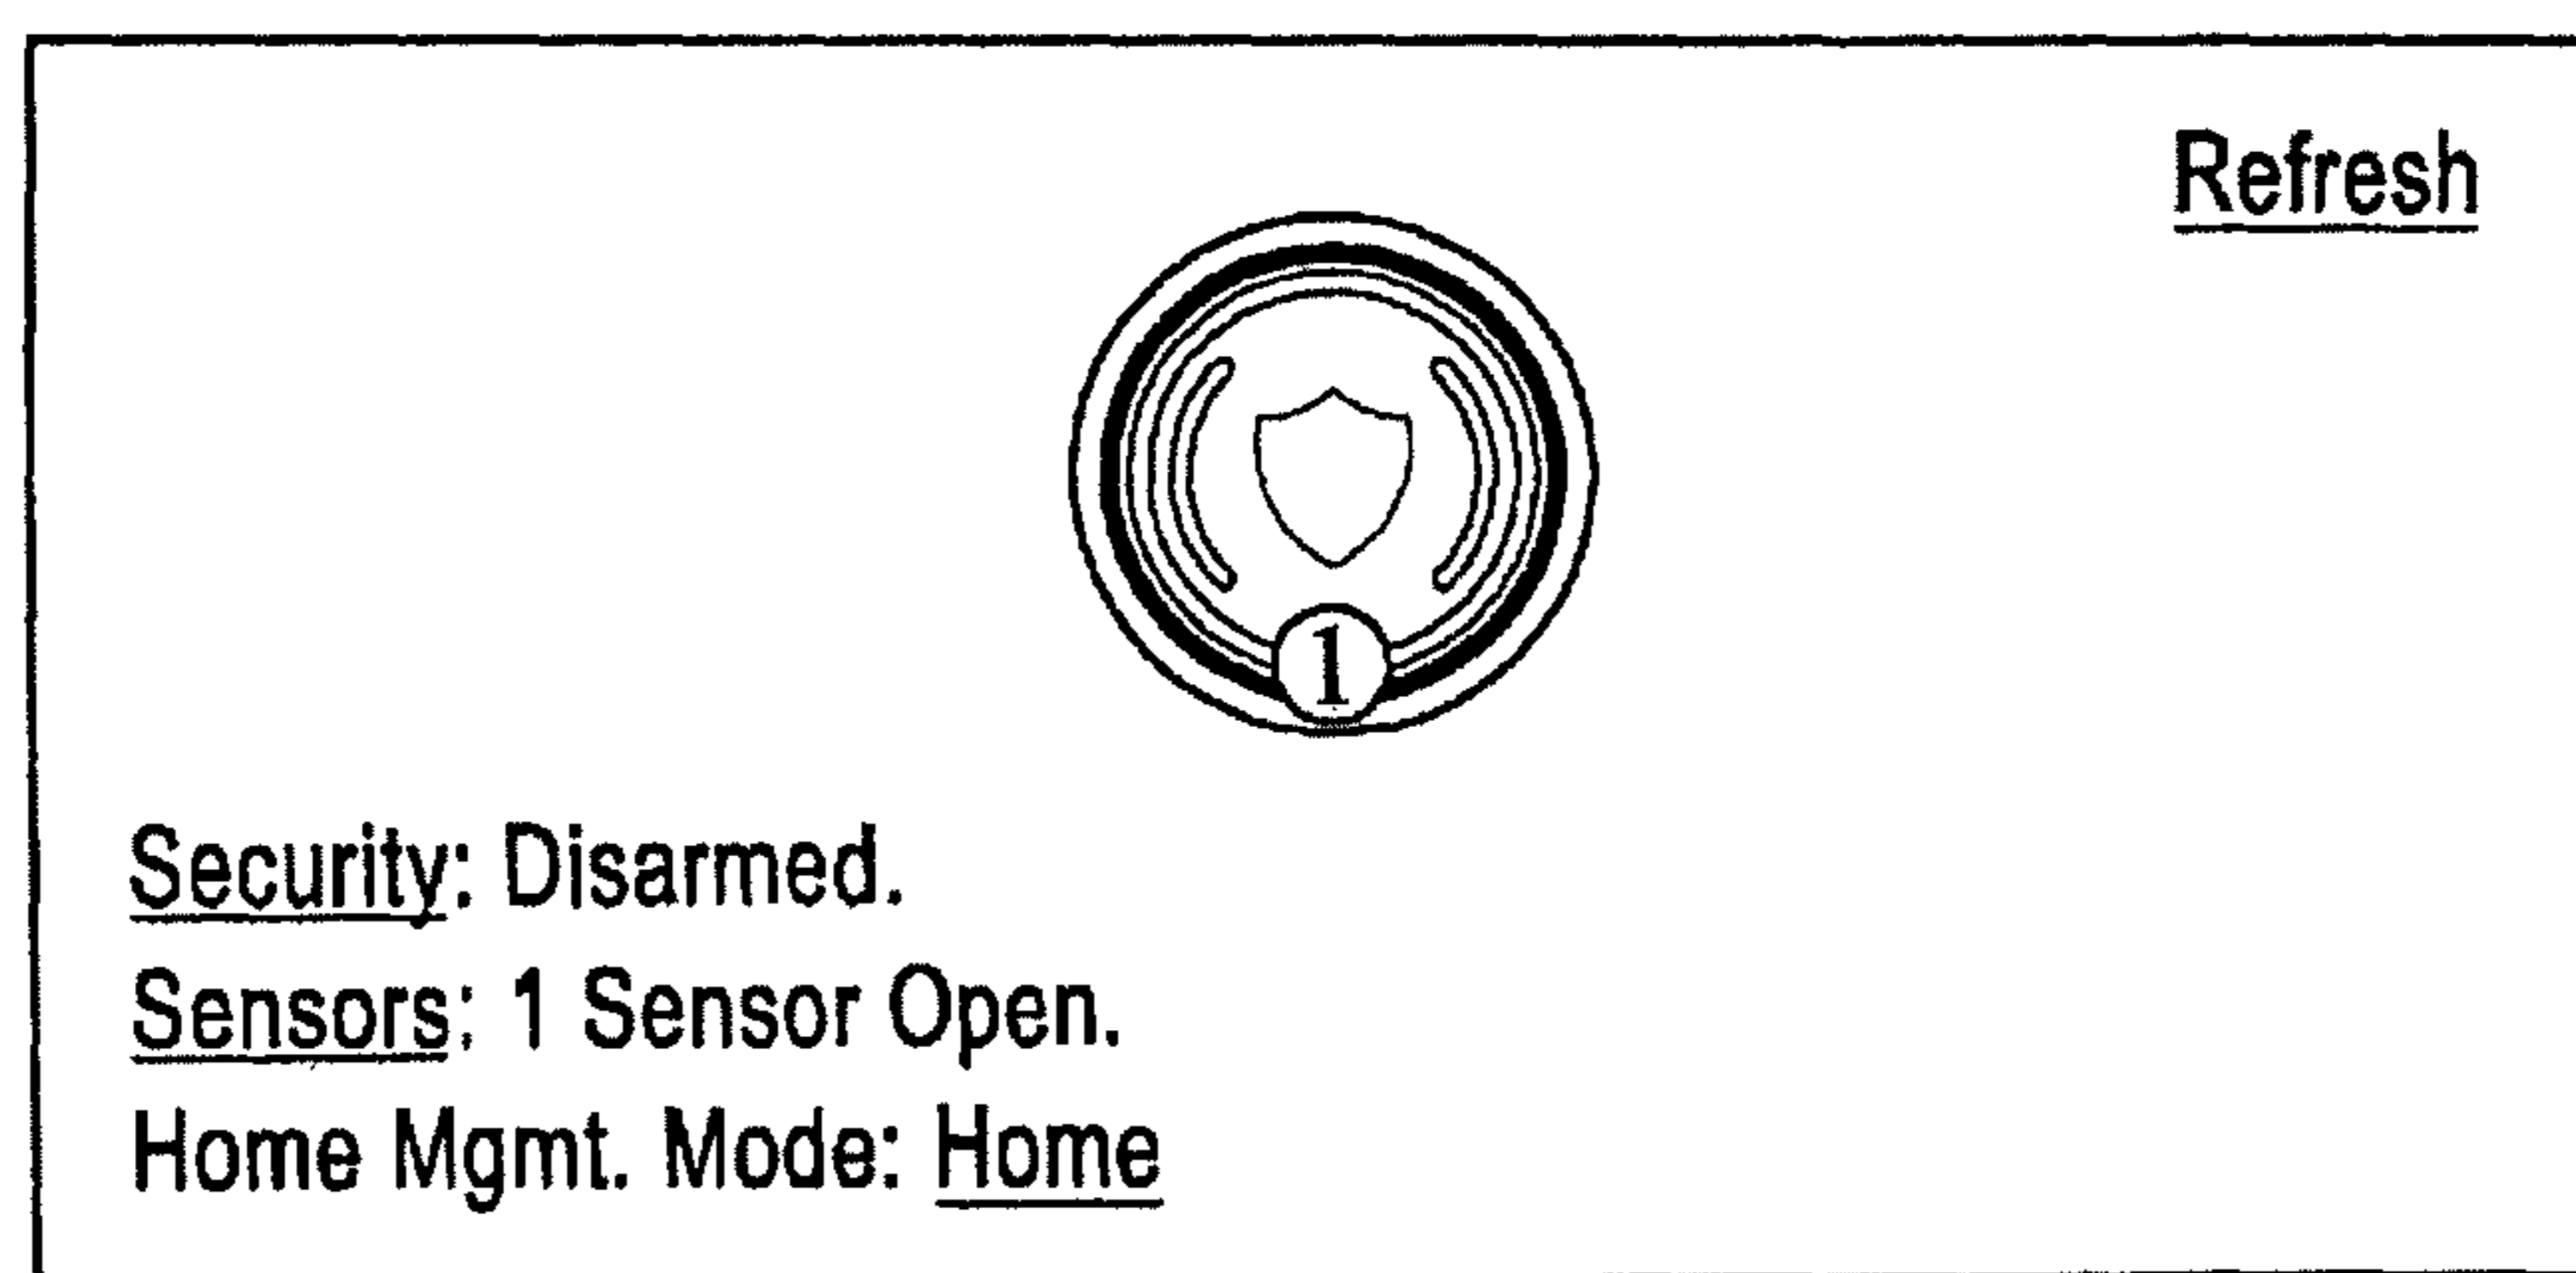 Refresh
1
Security: Disarmed.
Sensors: 1 Sensor Open.
Home Mgmt. Mode: Home